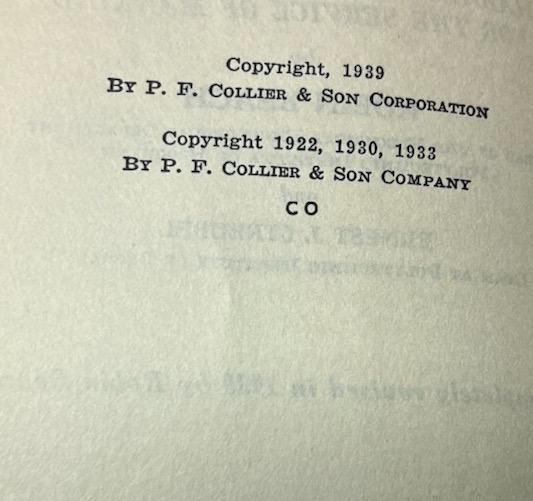 Copyright, 1939
BY P. F. COLLIER & SON CORPORATION
Copyright 1922, 1930, 1933
BY P. F. COLLIER & SON COMPANY
CO